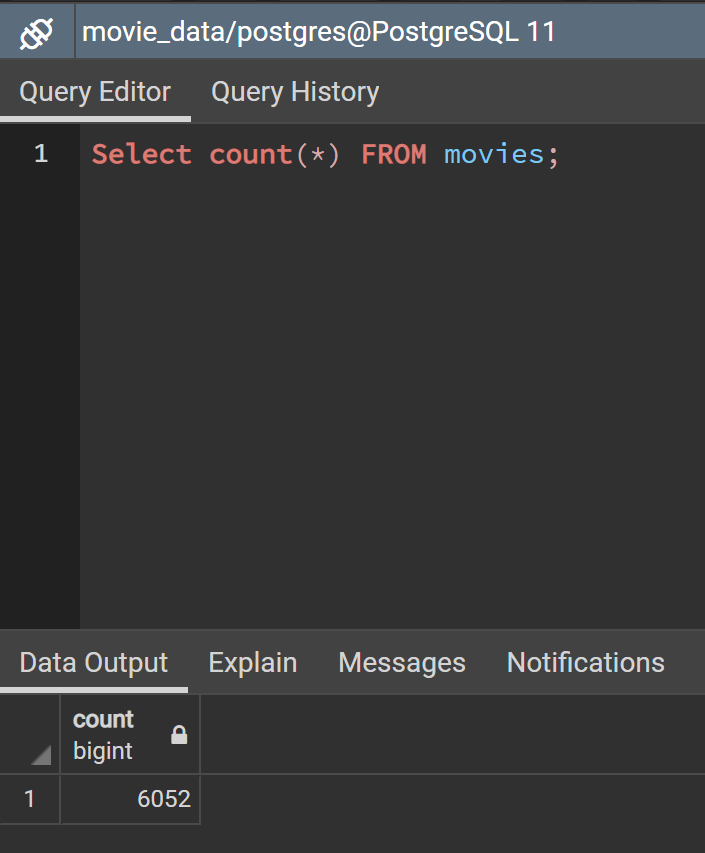 movie_data/postgres@PostgreSQL 11
Query Editor Query History
1 Select count(*) FROM movies;
Data Output Explain Messages Notifications
count
bigint
1 6052